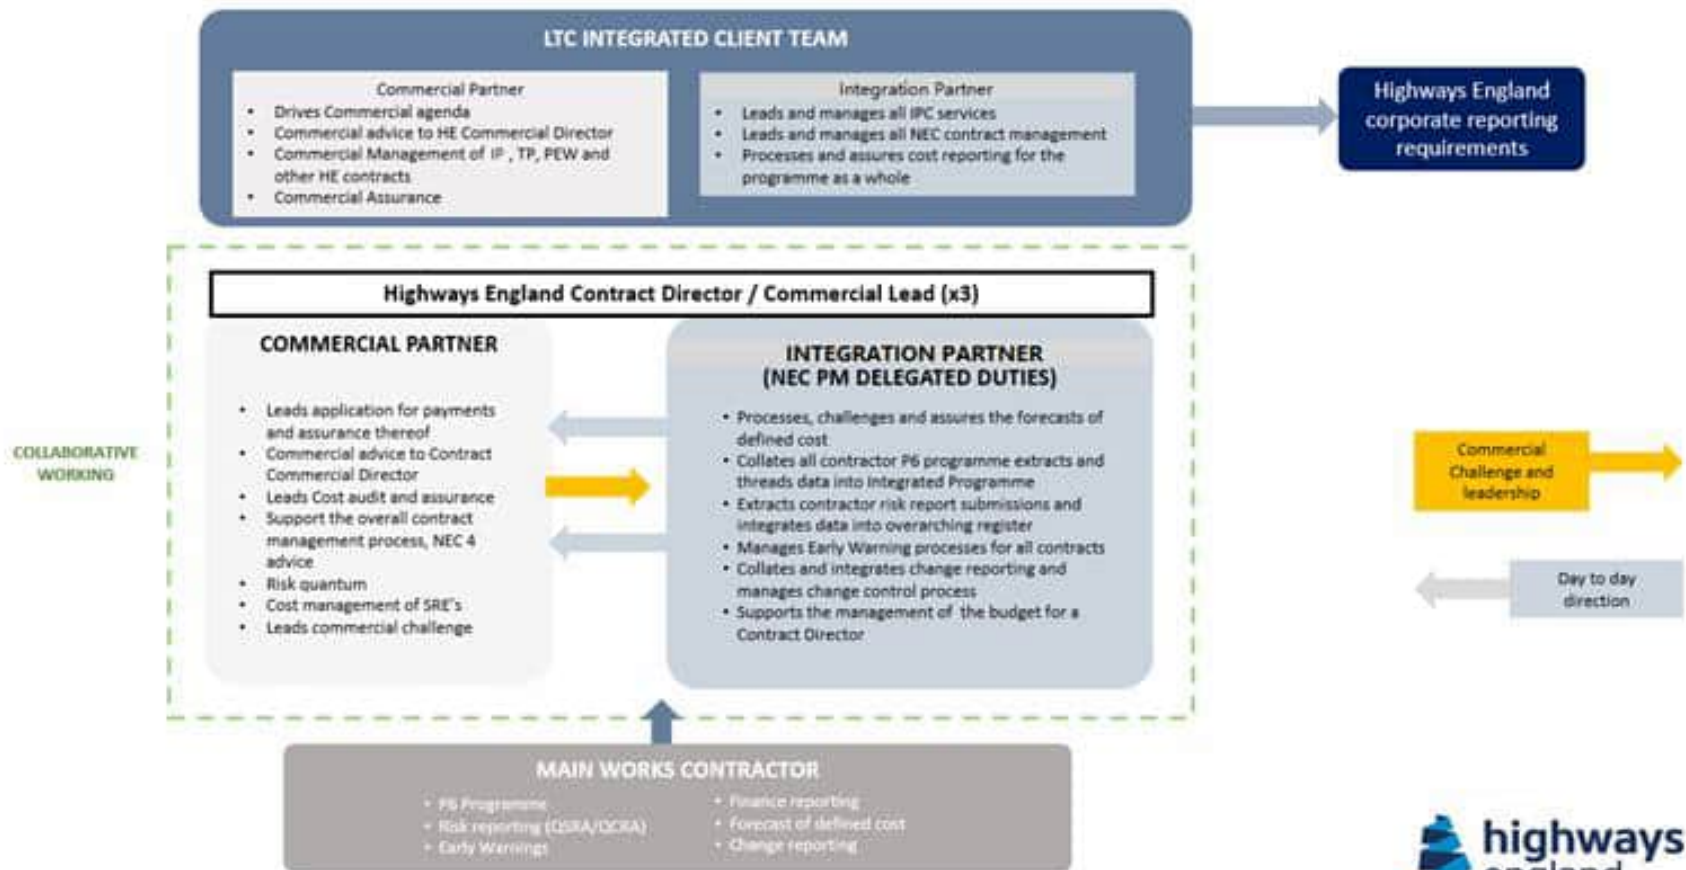 LTC INTEGRATED CLIENT TEAM
Commercial Partner
• Drives Commercial agenda
• Commercial advice to HE Commercial Director
• Commercial Management of IP , TP, PEW and
other HE contracts
• Commercial Assurance
Integration Partner
• Leads and manages all IPC services
• Leads and manages all NEC contract management
• Processes and assures cost reporting for the
programme as a whole
Highways England
corporate reporting
requirements
Highways England Contract Director / Commercial Lead (x3)
COMMERCIAL PARTNER
• Leads application for payments
and assurance thereof
• Commercial advice to Contract
Commercial Director
• Leads Cost audit and assurance
• Support the overall contract
management process, NEC 4
advice
• Risk quantum
• Cost management of SRE's
• Leads commercial challenge
INTEGRATION PARTNER
(NEC PM DELEGATED DUTIES)
• Processes, challenges and assures the forecasts of
defined cost
• Collates all contractor P6 programme extracts and
threads data into Integrated Programme
• Extracts contractor risk report submissions and
integrates data into overarching register
• Manages Early Warning processes for all contracts
• Collates and integrates change reporting and
manages change control process
• Supports the management of the budget for a
Contract Director
COLLABORATIVE
WORKING
Commercial
Challenge and
leadership
Day to day
direction
MAIN WORKS CONTRACTOR
• P6 Programme
• Risk reporting (QSRA/QCRA)
• Early Warnings
• Finance reporting
• Forecast of defined cost
• Change reporting
highways
england